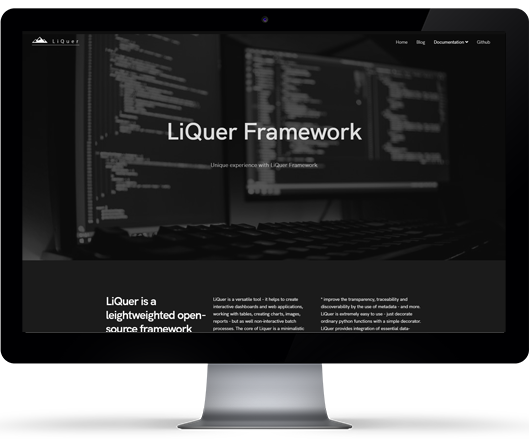 LiQuer
Home Blog Documentation Github
LiQuer Framework
Unique experience with LiQuer Framework
LiQuer is a
leightweighted open-
source framework
LiQuer is a versatile tool - it helps to create
interactive dashboards and web applications,
working with tables, creating charts, images,
reports - but as well non-interactive batch
processes. The core of Liquer is a minimalistic
* improve the transparency, traceability and
discoverability by the use of metadata - and more.
LiQuer is extremely easy to use - just decorate
ordinary python functions with a simple decorator.
LiQuer provides integration of essential data-